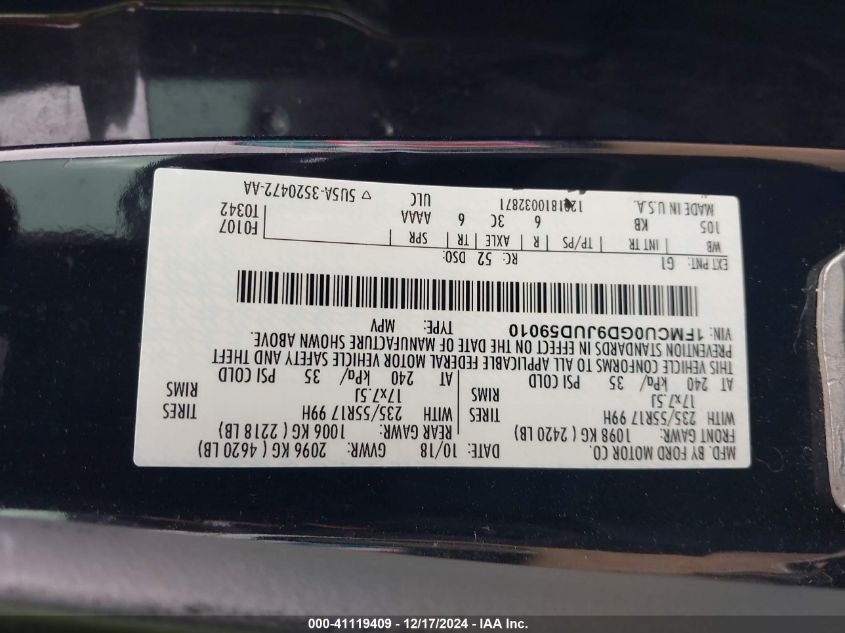 MFD. BY FORD MOTOR CO.
DATE: 10/18 GVWR: 2096 KG ( 4620 LB)
FRONT GAWR: 1098 KG ( 2420 LB) REAR GAWR: 1006 KG ( 2218 LB)
WITH 235/55R17 99H TIRES WITH 235/55R17 99H TIRES
17x7.5J RIMS 17x7.5J RIMS
AT 240 kPa/ 35 PSI COLD AT 240 kPa/ 35 PSI COLD
THIS VEHICLE CONFORMS TO ALL APPLICABLE FEDERAL MOTOR VEHICLE SAFETY AND THEFT
PREVENTION STANDARDS IN EFFECT ON THE DATE OF MANUFACTURE SHOWN ABOVE.
VIN: 1FMCU0GD9JUD59010 TYPE: MPV
EXT PNT: G1 RC: 52 DSO:
WB INT TR TP/PS R AXLE TR SPR F0107
105 KB 6 3C 6 AAAA T0342
MADE IN U.S.A. ULC ▽ 5U5A-3520472-AA
000-41119409 - 12/17/2024 - IAA Inc.